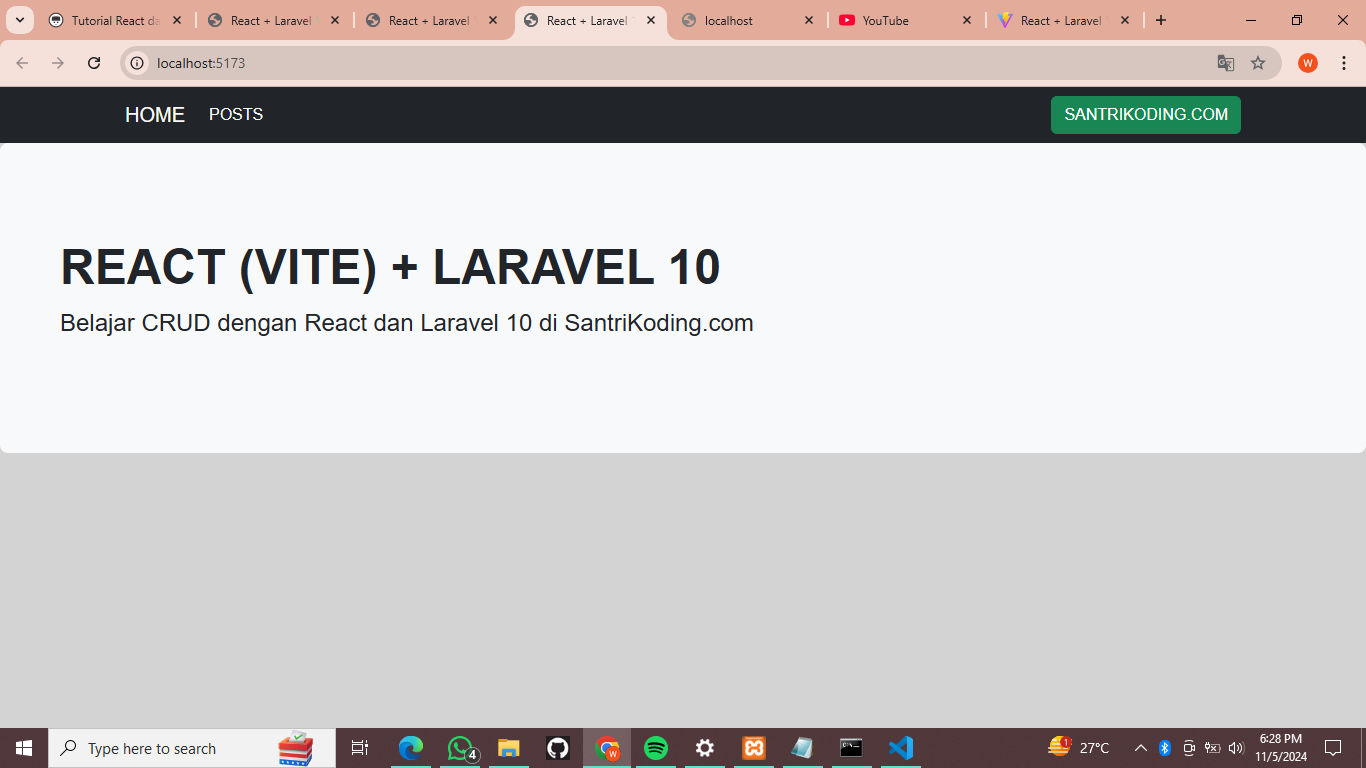 Tutorial React da
React + Laravel
React + Laravel
React + Laravel
localhost
YouTube
React + Laravel
localhost:5173
W
HOME
POSTS
SANTRIKODING.COM
REACT (VITE) + LARAVEL 10
Belajar CRUD dengan React dan Laravel 10 di SantriKoding.com
Type here to search
4
W
1
27°C
6:28 PM
11/5/2024